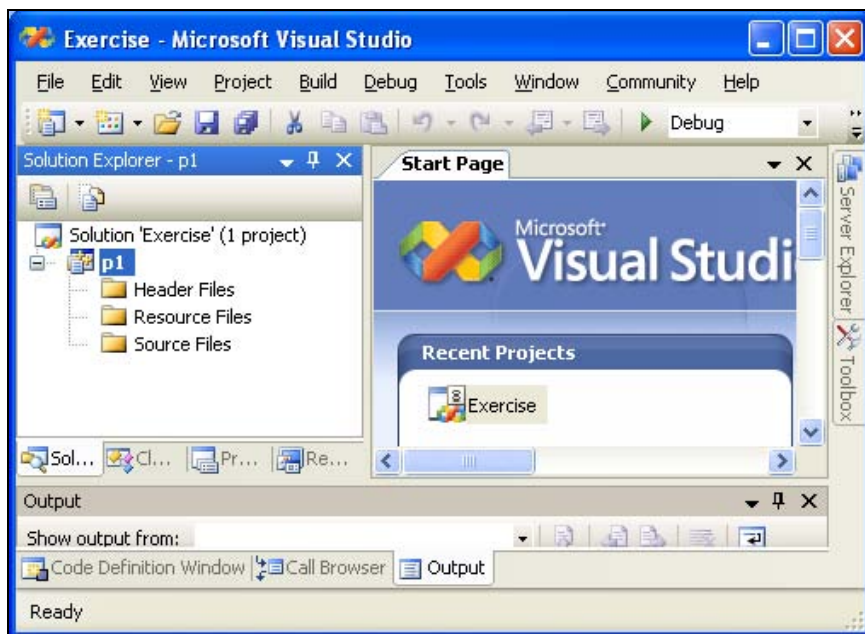 Exercise - Microsoft Visual Studio
File Edit View Project Build Debug Tools Window Community Help
Debug
Solution Explorer - p1
Solution 'Exercise' (1 project)
p1
Header Files
Resource Files
Source Files
Sol... Cl... Pr... Re...
Start Page
Microsoft
Visual Studi
Recent Projects
Exercise
Server Explorer
Toolbox
Output
Show output from:
Code Definition Window Call Browser Output
Ready